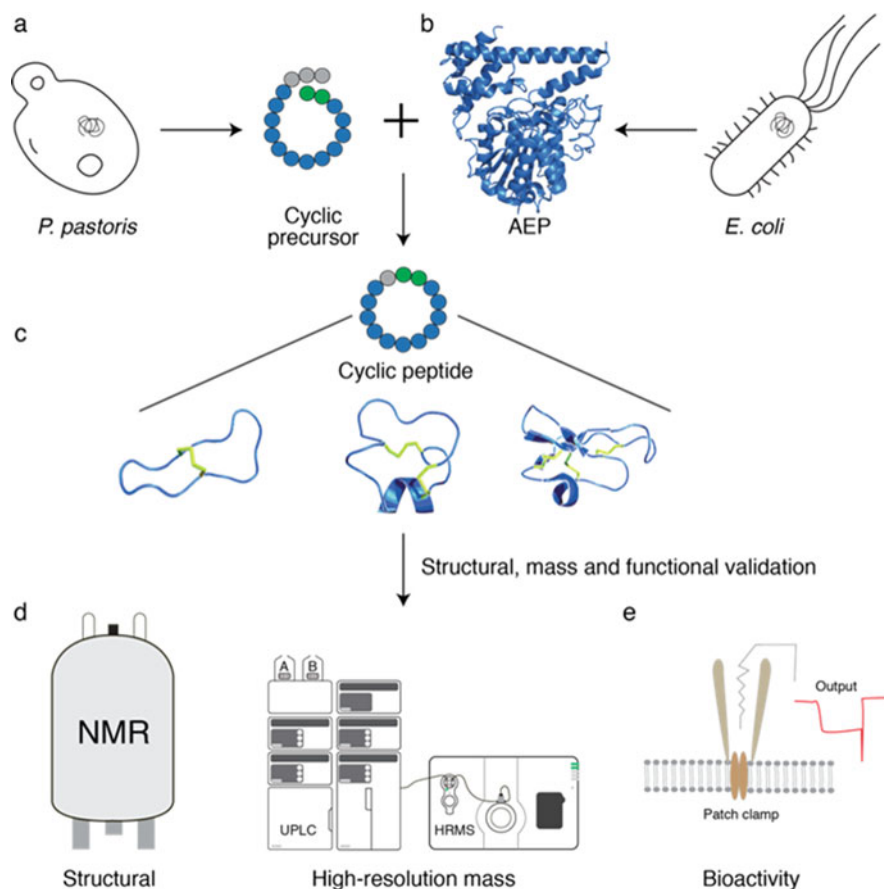 a
b
P. pastoris
Cyclic
precursor
AEP
E. coli
c
Cyclic peptide
Structural, mass and functional validation
d
e
NMR
A B
UPLC
HRMS
Output
Patch clamp
Structural
High-resolution mass
Bioactivity